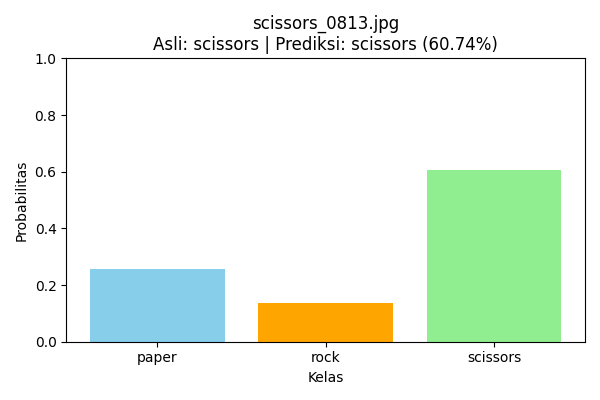 scissors_0813.jpg
Asli: scissors | Prediksi: scissors (60.74%)
1.0
0.8
0.6
0.4
0.2
0.0
Probabilitas
paper
rock
scissors
Kelas